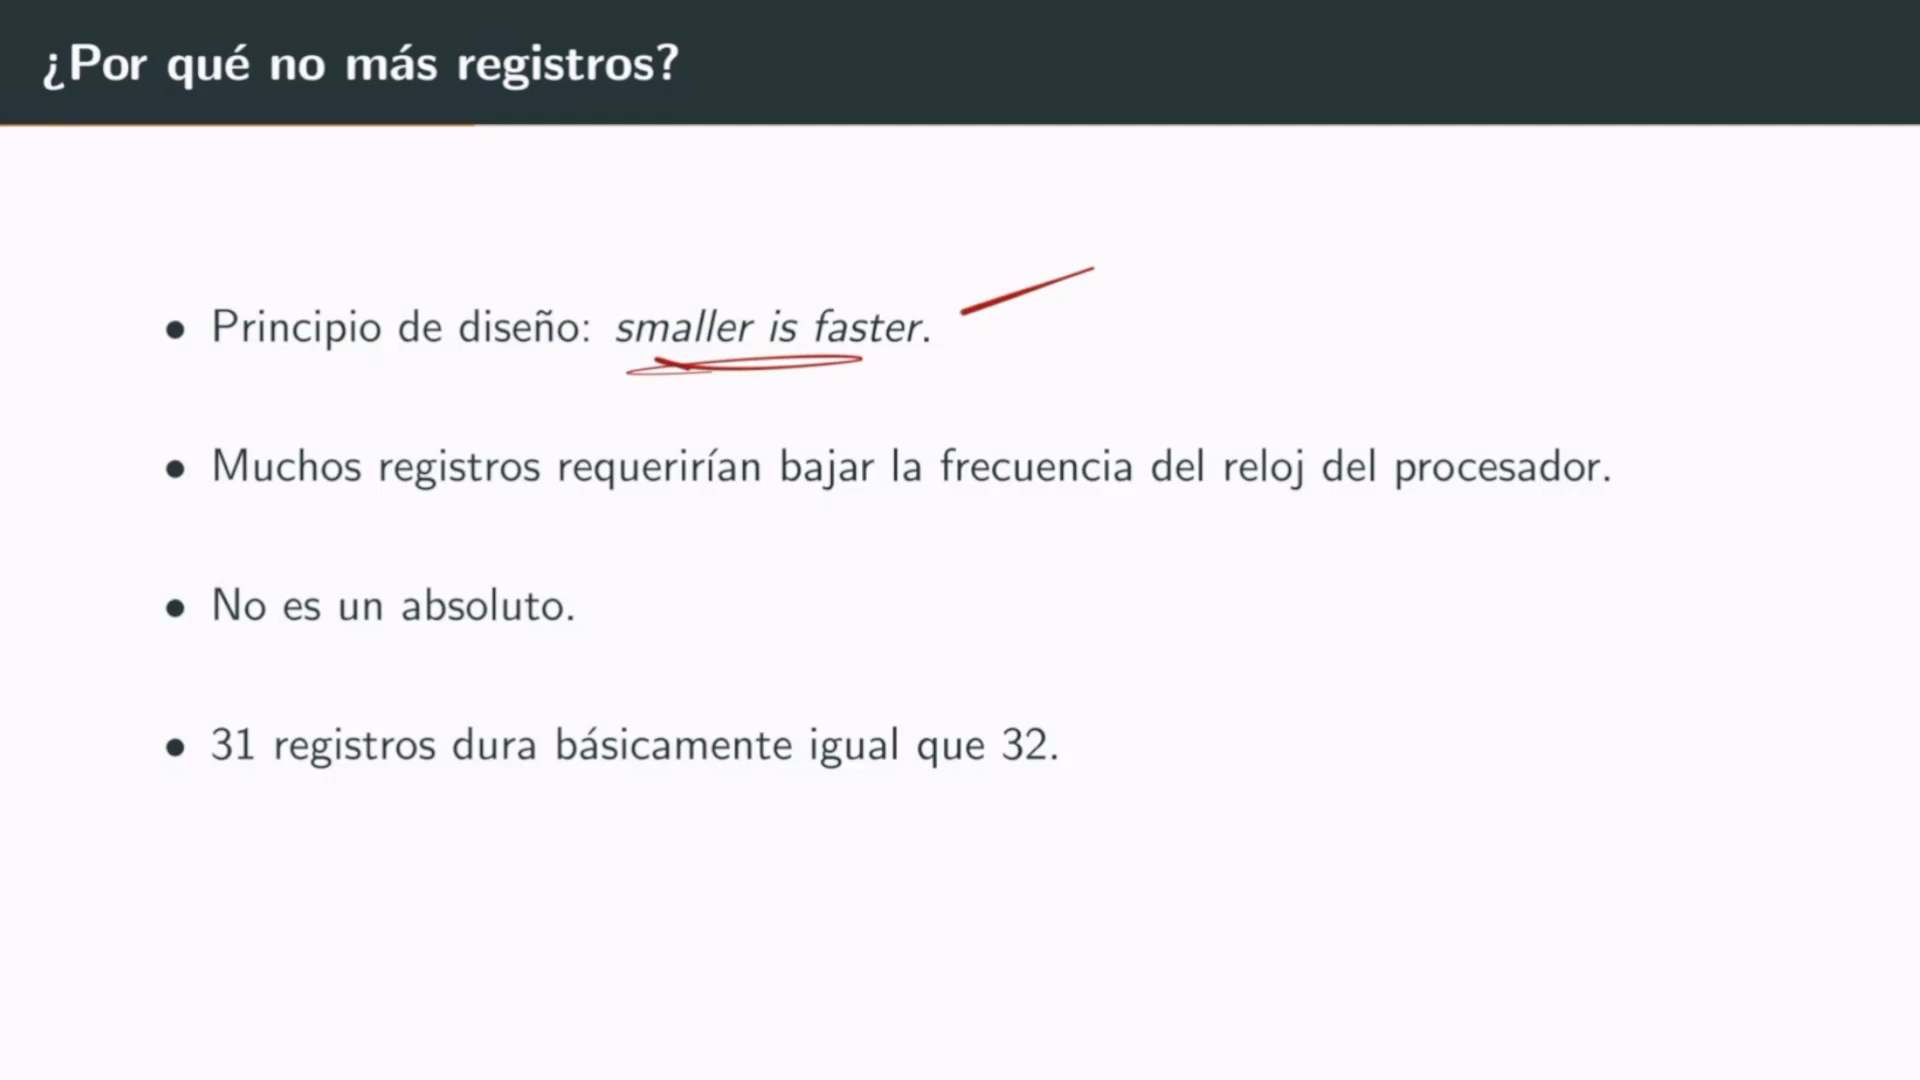 ¿Por qué no más registros?
• Principio de diseño: smaller is faster.
• Muchos registros requerirían bajar la frecuencia del reloj del procesador.
• No es un absoluto.
• 31 registros dura básicamente igual que 32.